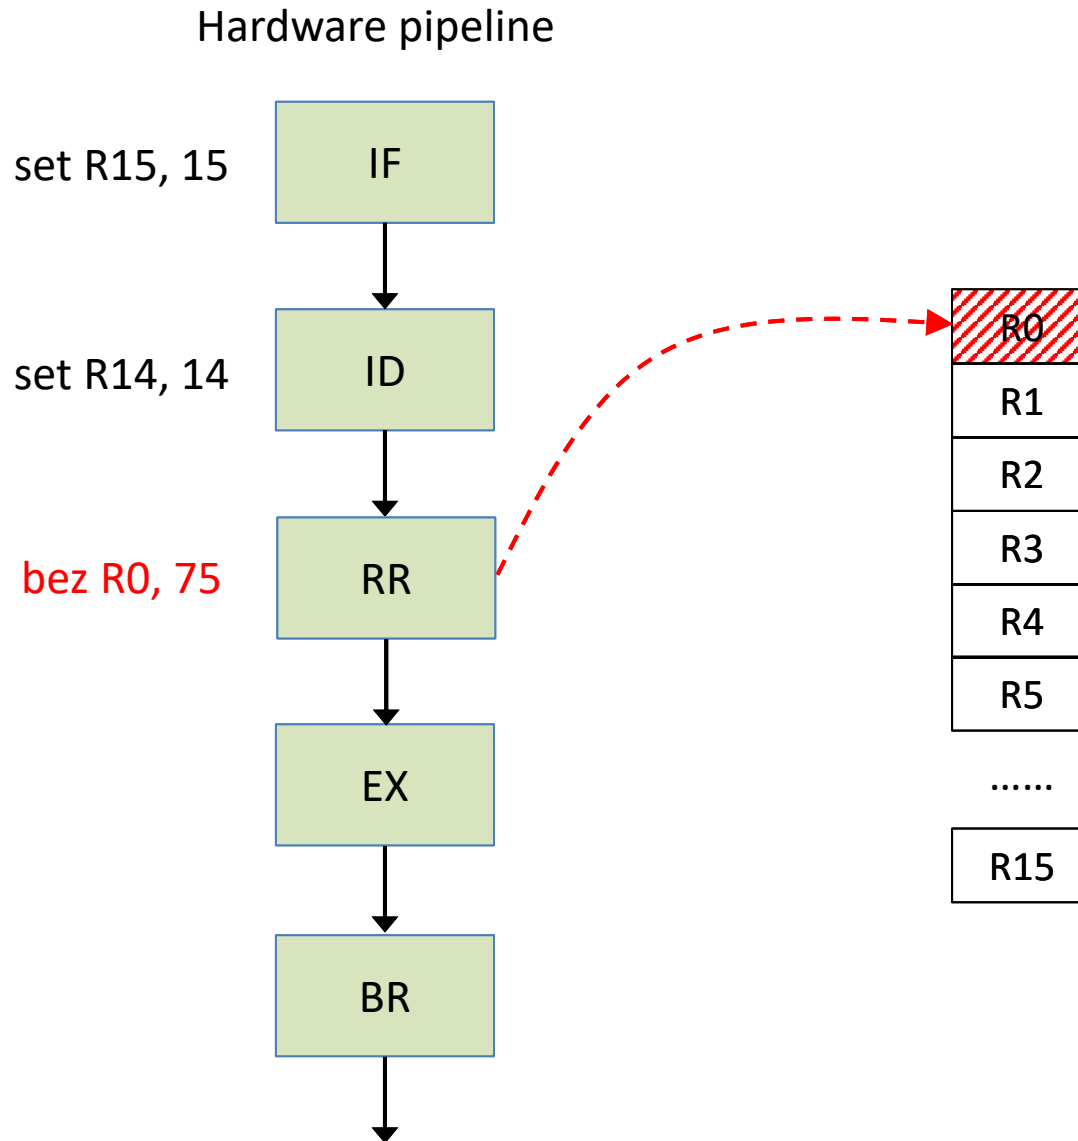 Hardware pipeline
set R15, 15
IF
set R14, 14
ID
bez R0, 75
RR
EX
BR
R0
R1
R2
R3
R4
R5
......
R15